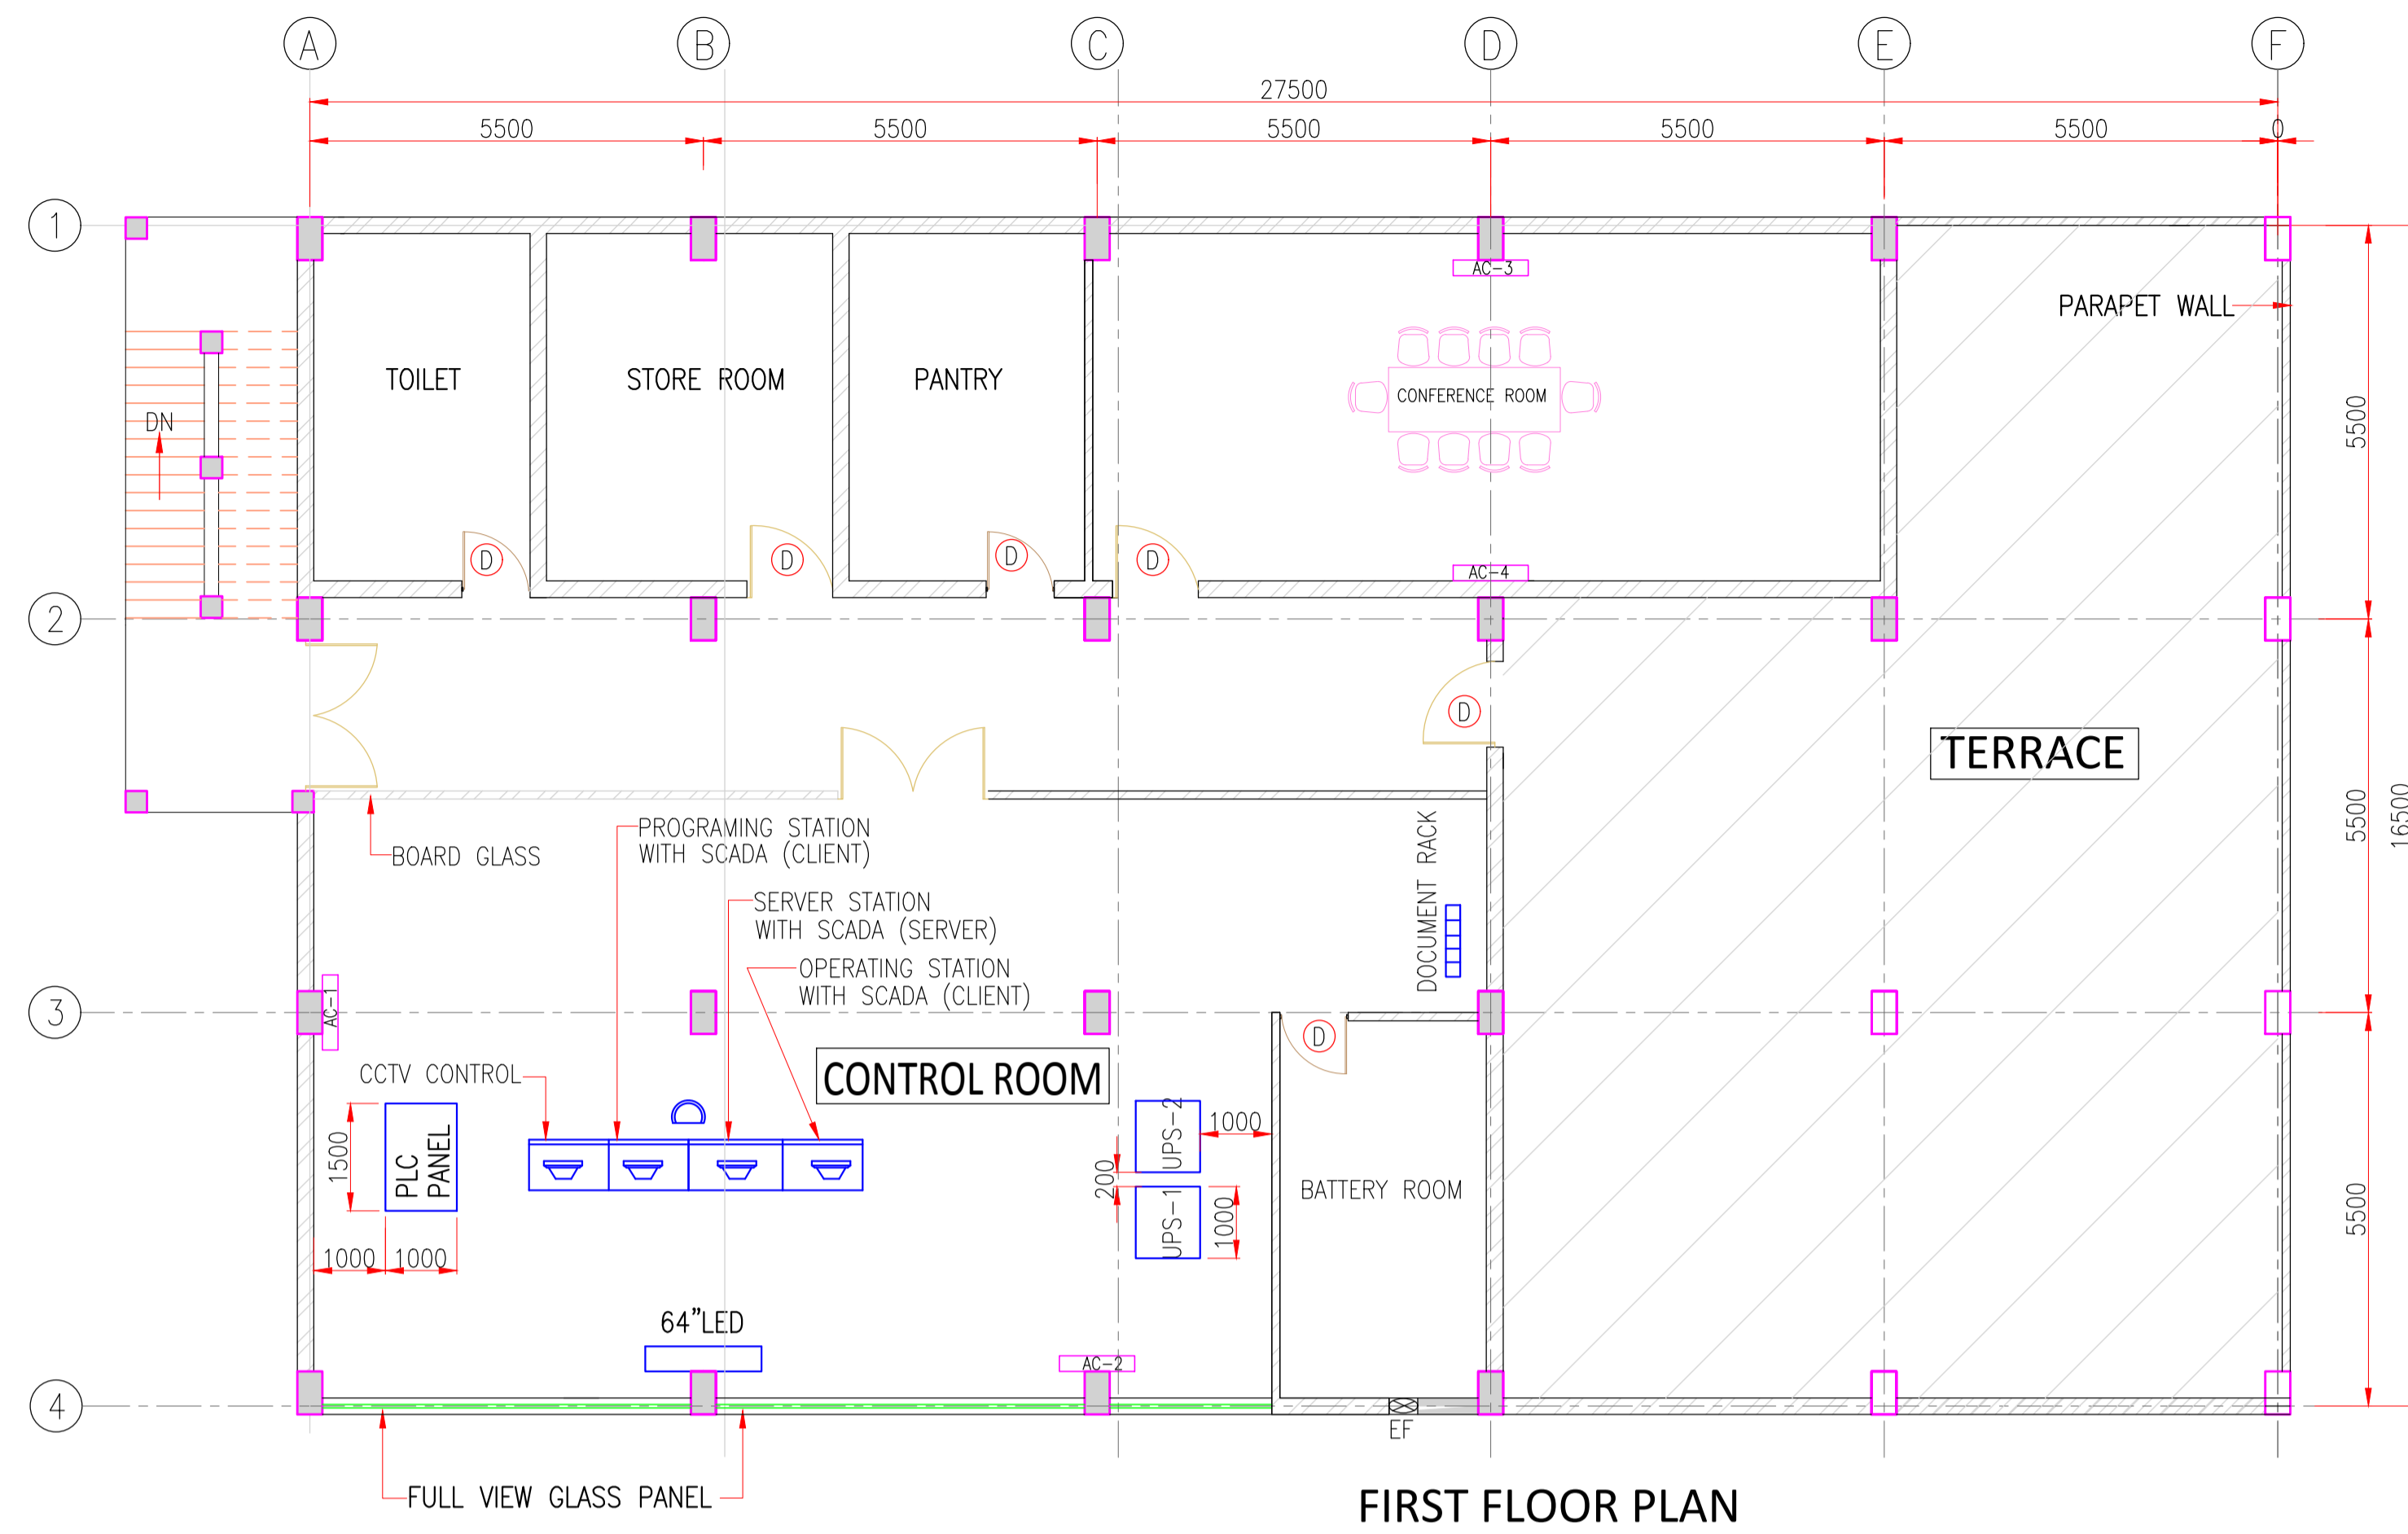 A B C D E F
27500
5500 5500 5500 5500 5500 0
1
AC-3
PARAPET WALL
TOILET
STORE ROOM
PANTRY
CONFERENCE ROOM
DN
5500
D
D
D
D
AC-4
2
D
TERRACE
BOARD GLASS
PROGRAMING STATION
WITH SCADA (CLIENT)
SERVER STATION
WITH SCADA (SERVER)
OPERATING STATION
WITH SCADA (CLIENT)
DOCUMENT RACK
5500
16500
3
AC-1
D
CCTV CONTROL
CONTROL ROOM
1500
PLC
PANEL
1000
1000
UPS-2
1000
200
UPS-1
1000
BATTERY ROOM
5500
64"LED
AC-2
4
EF
FULL VIEW GLASS PANEL
FIRST FLOOR PLAN